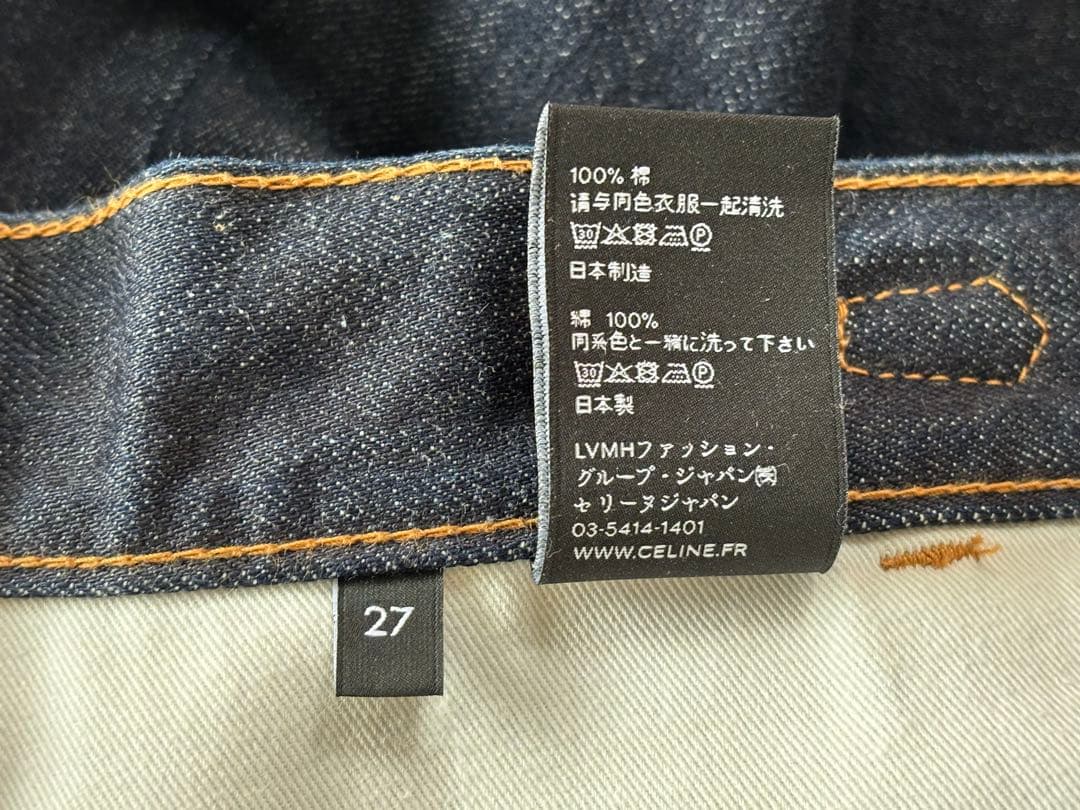 100% 棉
请与同色衣服一起清洗
30 P
日本制造
綿 100%
同系色と一緒に洗って下さい
30 P
日本製
LVMHファッション・
グループ・ジャパン㈱
セリーヌジャパン
03-5414-1401
WWW.CELINE.FR
27